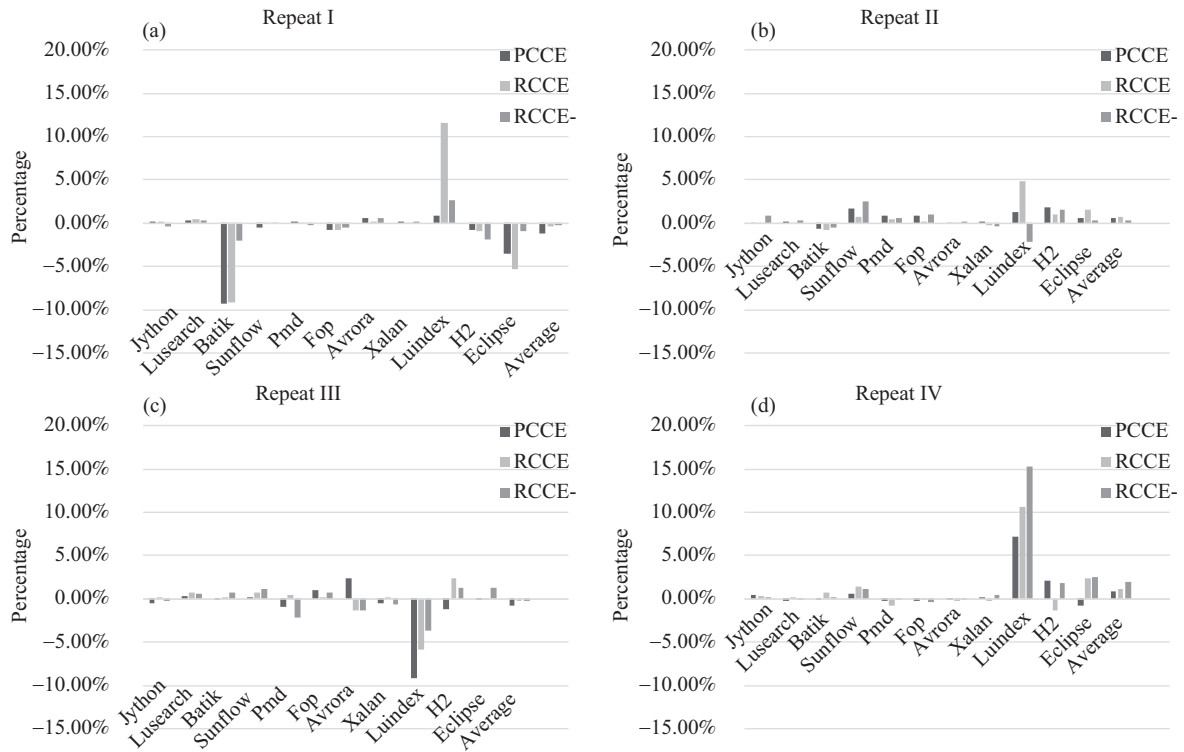 Repeat I
(a)
20.00%
15.00%
10.00%
5.00%
0.00%
−5.00%
−10.00%
−15.00%
Percentage
PCCE
RCCE
RCCE-
Jython
Lusearch
Batik
Sunflow
Pmd
Fop
Avrora
Xalan
Luindex
H2
Eclipse
Average
Repeat II
(b)
20.00%
15.00%
10.00%
5.00%
0.00%
−5.00%
−10.00%
−15.00%
Percentage
PCCE
RCCE
RCCE-
Jython
Lusearch
Batik
Sunflow
Pmd
Fop
Avrora
Xalan
Luindex
H2
Eclipse
Average
Repeat III
(c)
20.00%
15.00%
10.00%
5.00%
0.00%
−5.00%
−10.00%
−15.00%
Percentage
PCCE
RCCE
RCCE-
Jython
Lusearch
Batik
Sunflow
Pmd
Fop
Avrora
Xalan
Luindex
H2
Eclipse
Average
Repeat IV
(d)
20.00%
15.00%
10.00%
5.00%
0.00%
−5.00%
−10.00%
−15.00%
Percentage
PCCE
RCCE
RCCE-
Jython
Lusearch
Batik
Sunflow
Pmd
Fop
Avrora
Xalan
Luindex
H2
Eclipse
Average